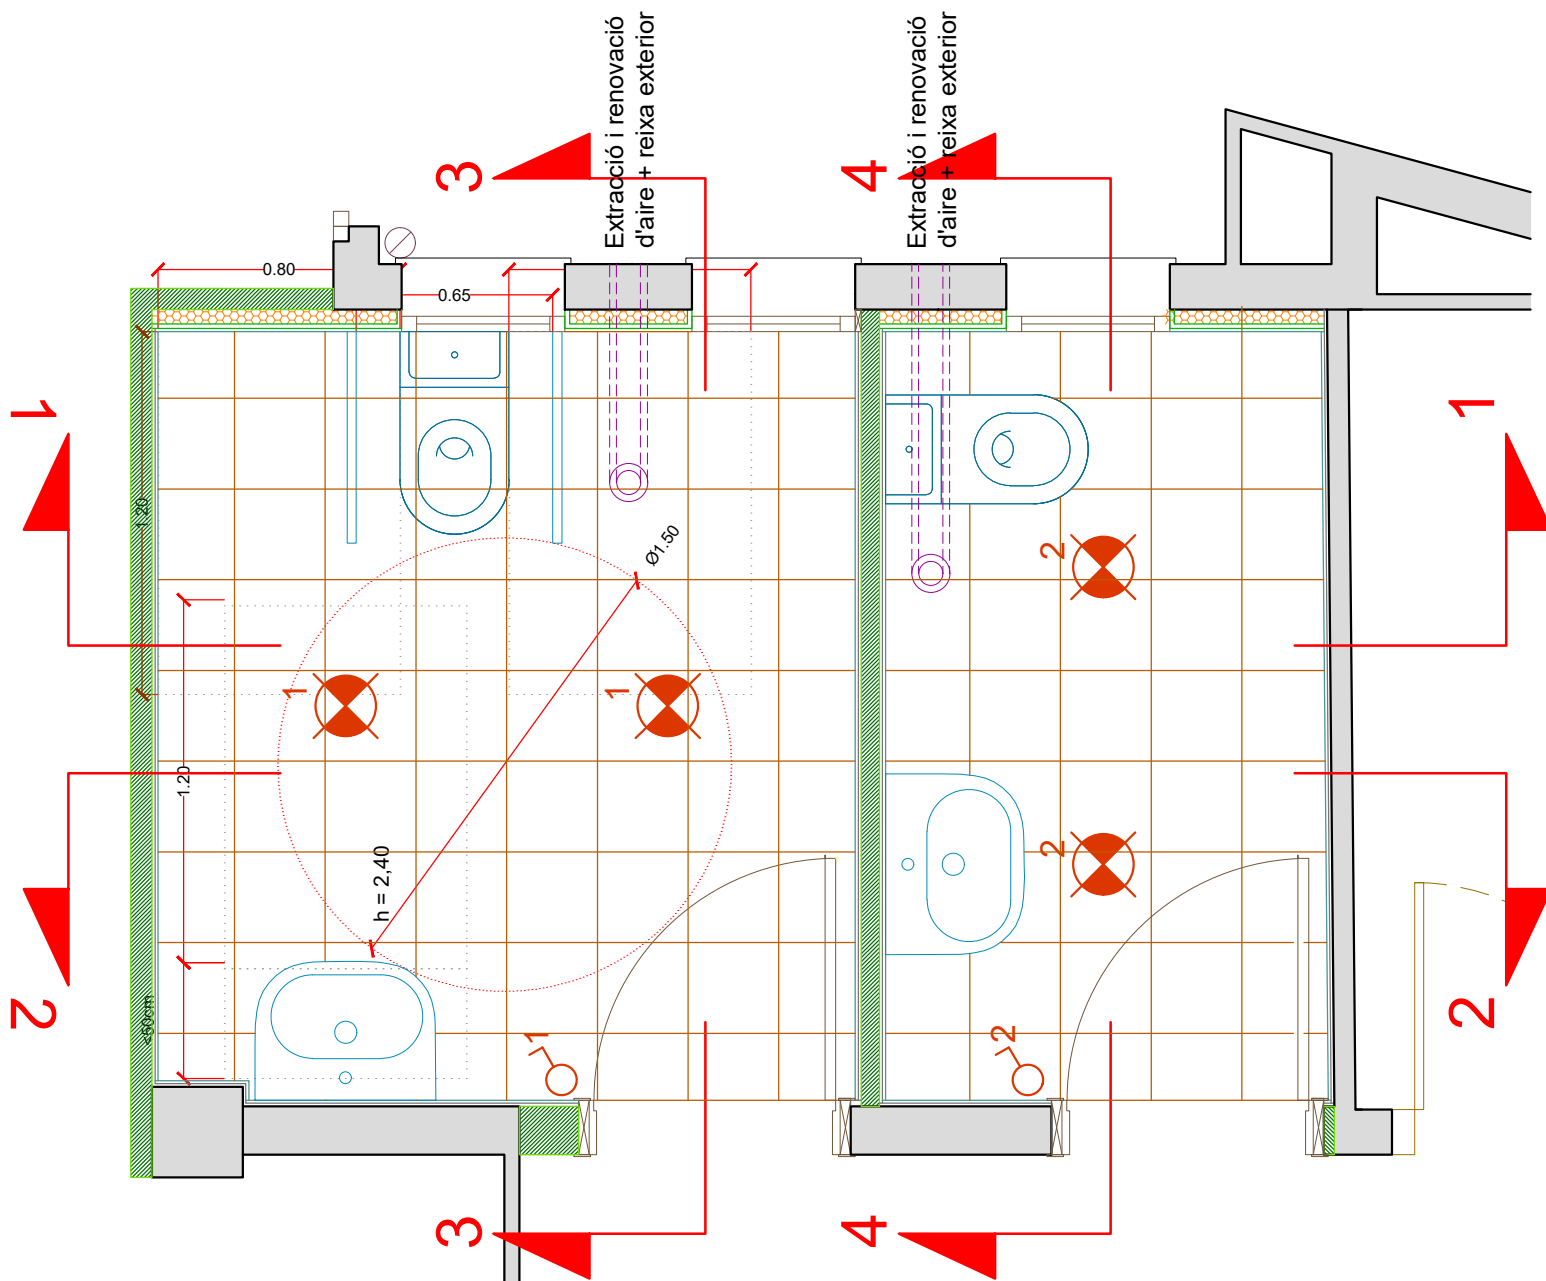 Extracció i renovació
d'aire + reixa exterior
Extracció i renovació
d'aire + reixa exterior
3
4
0.80
0.65
1
1
1.20
Ø1.50
2
1
1
1.20
2
h = 2,40
2
2
<50cm
1
2
3
4